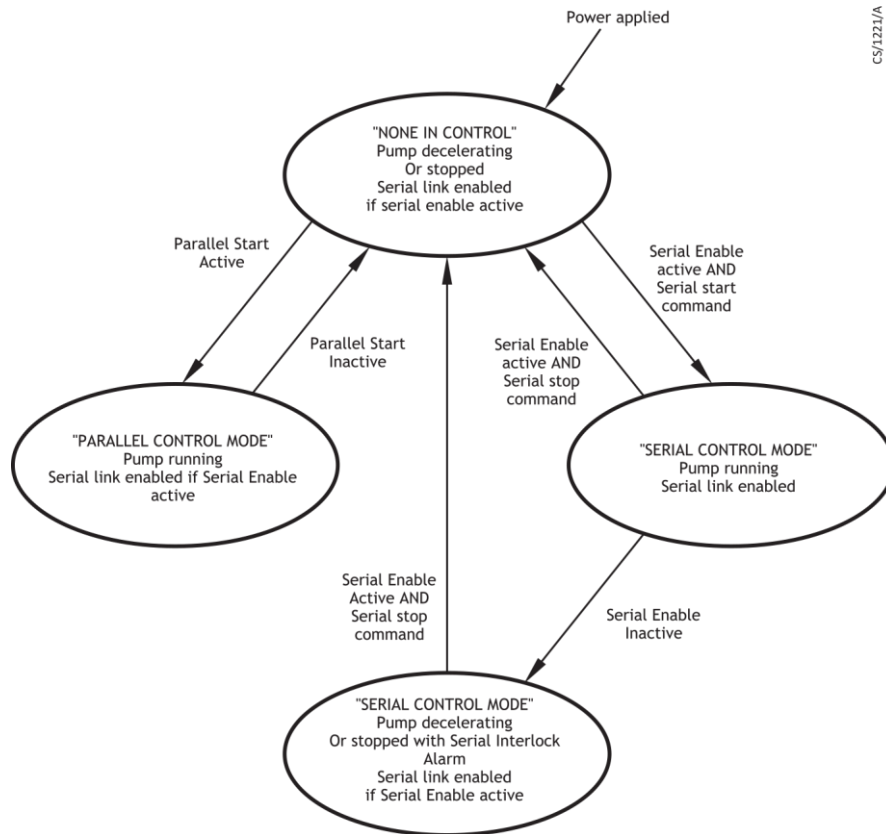 Power applied
CS/1221/A
"NONE IN CONTROL"
Pump decelerating
Or stopped
Serial link enabled
if serial enable active
Parallel Start
Active
Serial Enable
active AND
Serial start
command
Parallel Start
Inactive
Serial Enable
active AND
Serial stop
command
"PARALLEL CONTROL MODE"
Pump running
Serial link enabled if Serial Enable
active
"SERIAL CONTROL MODE"
Pump running
Serial link enabled
Serial Enable
Active AND
Serial stop
command
Serial Enable
Inactive
"SERIAL CONTROL MODE"
Pump decelerating
Or stopped with Serial Interlock
Alarm
Serial link enabled
if Serial Enable active